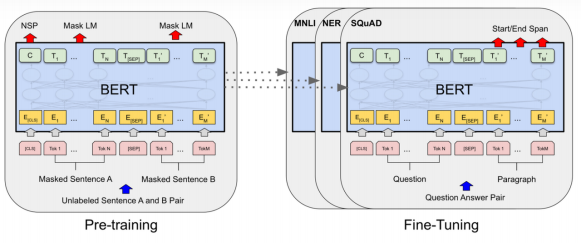 NSP Mask LM Mask LM
C T1 ... TN T[SEP] T1' ... TM'
BERT
E[CLS] E1 ... EN E[SEP] E1' ... EM'
[CLS] Tok 1 ... Tok N [SEP] Tok 1 ... TokM
Masked Sentence A Masked Sentence B
Unlabeled Sentence A and B Pair
Pre-training
MNLI NER SQuAD
Start/End Span
C T1 ... TN T[SEP] T1' ... TM'
BERT
E[CLS] E1 ... EN E[SEP] E1' ... EM'
[CLS] Tok 1 ... Tok N [SEP] Tok 1 ... TokM
Question Paragraph
Question Answer Pair
Fine-Tuning